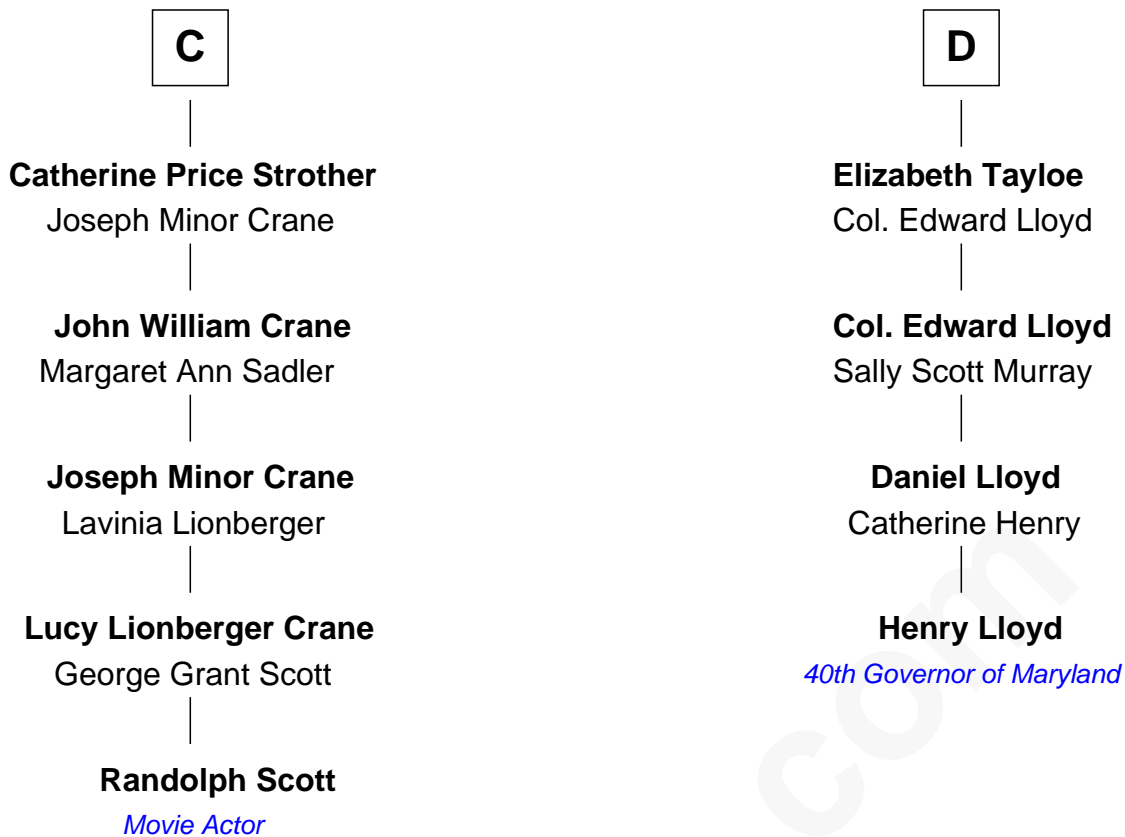 C
Catherine Price Strother
Joseph Minor Crane
John William Crane
Margaret Ann Sadler
Joseph Minor Crane
Lavinia Lionberger
Lucy Lionberger Crane
George Grant Scott
Randolph Scott
Movie Actor
D
Elizabeth Tayloe
Col. Edward Lloyd
Col. Edward Lloyd
Sally Scott Murray
Daniel Lloyd
Catherine Henry
Henry Lloyd
40th Governor of Maryland
com